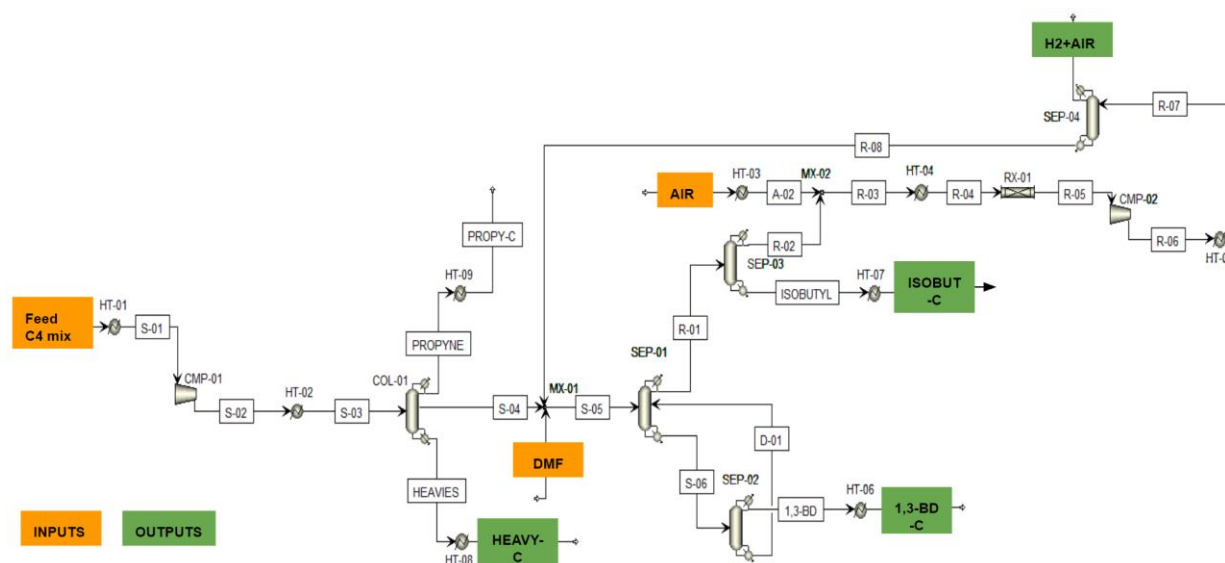 H2+AIR
SEP-04
R-07
R-08
HT-03
MX-02
HT-04
RX-01
AIR
A-02
R-03
R-04
R-05
CMP-02
PROPY-C
R-02
R-06
SEP-03
HT-09
HT-07
ISOBUT
-C
ISOBUTYL
Feed
C4 mix
HT-01
S-01
R-01
PROPYNE
SEP-01
CMP-01
COL-01
HT-02
MX-01
S-02
S-03
S-04
S-05
D-01
DMF
S-06
SEP-02
HEAVIES
1,3-BD
HT-06
1,3-BD
-C
INPUTS
OUTPUTS
HEAVY-
C
HT-08